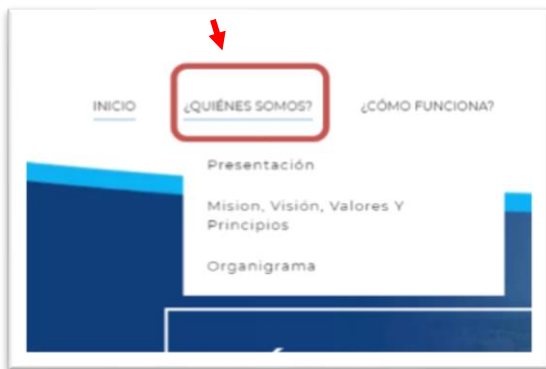 INICIO ¿QUIÉNES SOMOS? ¿CÓMO FUNCIONA?
Presentación
Mision, Visión, Valores Y
Principios
Organigrama